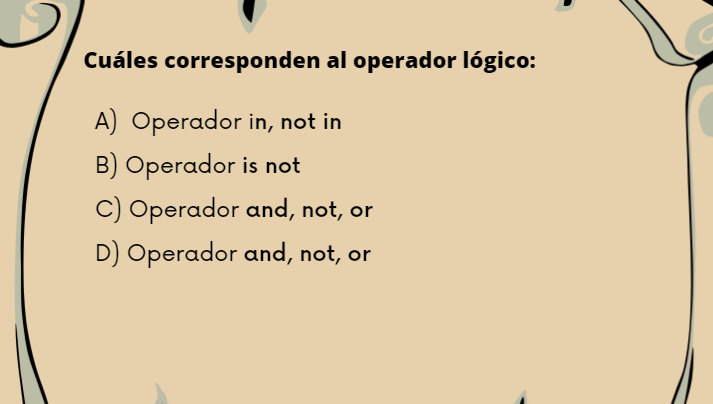 Cuáles corresponden al operador lógico:
A) Operador in, not in
B) Operador is not
C) Operador and, not, or
D) Operador and, not, or